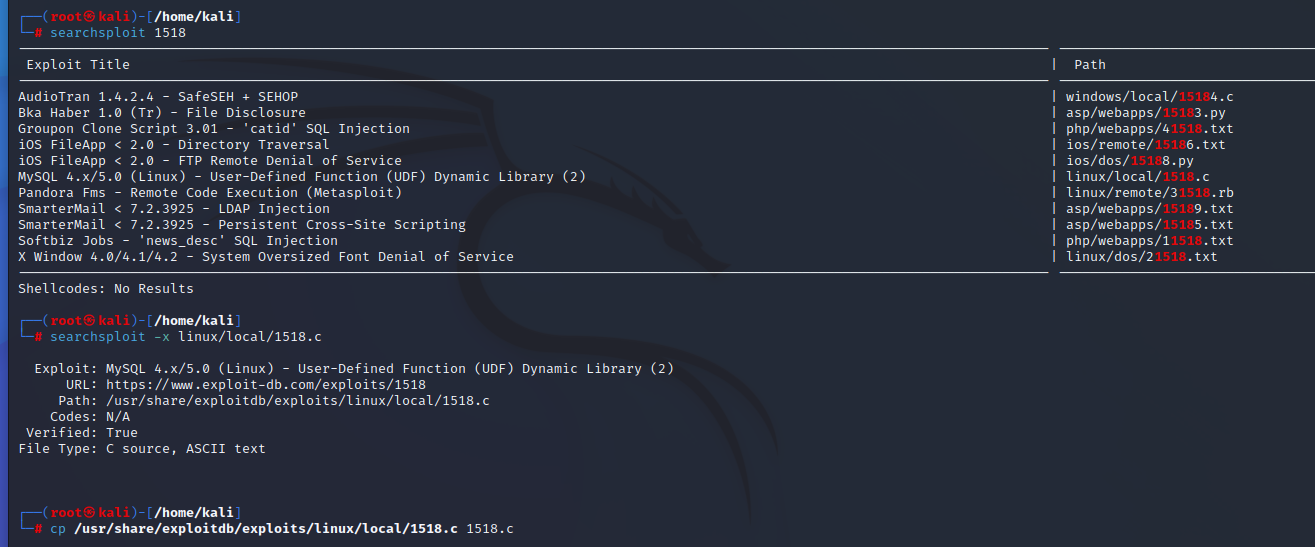 ┌──(root㉿kali)-[/home/kali]
└─# searchsploit 1518
Exploit Title | Path
AudioTran 1.4.2.4 - SafeSEH + SEHOP | windows/local/15184.c
Bka Haber 1.0 (Tr) - File Disclosure | asp/webapps/15183.py
Groupon Clone Script 3.01 - 'catid' SQL Injection | php/webapps/41518.txt
iOS FileApp < 2.0 - Directory Traversal | ios/remote/15186.txt
iOS FileApp < 2.0 - FTP Remote Denial of Service | ios/dos/15188.py
MySQL 4.x/5.0 (Linux) - User-Defined Function (UDF) Dynamic Library (2) | linux/local/1518.c
Pandora Fms - Remote Code Execution (Metasploit) | linux/remote/31518.rb
SmarterMail < 7.2.3925 - LDAP Injection | asp/webapps/15189.txt
SmarterMail < 7.2.3925 - Persistent Cross-Site Scripting | asp/webapps/15185.txt
Softbiz Jobs - 'news_desc' SQL Injection | php/webapps/11518.txt
X Window 4.0/4.1/4.2 - System Oversized Font Denial of Service | linux/dos/21518.txt
Shellcodes: No Results
┌──(root㉿kali)-[/home/kali]
└─# searchsploit -x linux/local/1518.c
Exploit: MySQL 4.x/5.0 (Linux) - User-Defined Function (UDF) Dynamic Library (2)
URL: https://www.exploit-db.com/exploits/1518
Path: /usr/share/exploitdb/exploits/linux/local/1518.c
Codes: N/A
Verified: True
File Type: C source, ASCII text
┌──(root㉿kali)-[/home/kali]
└─# cp /usr/share/exploitdb/exploits/linux/local/1518.c 1518.c